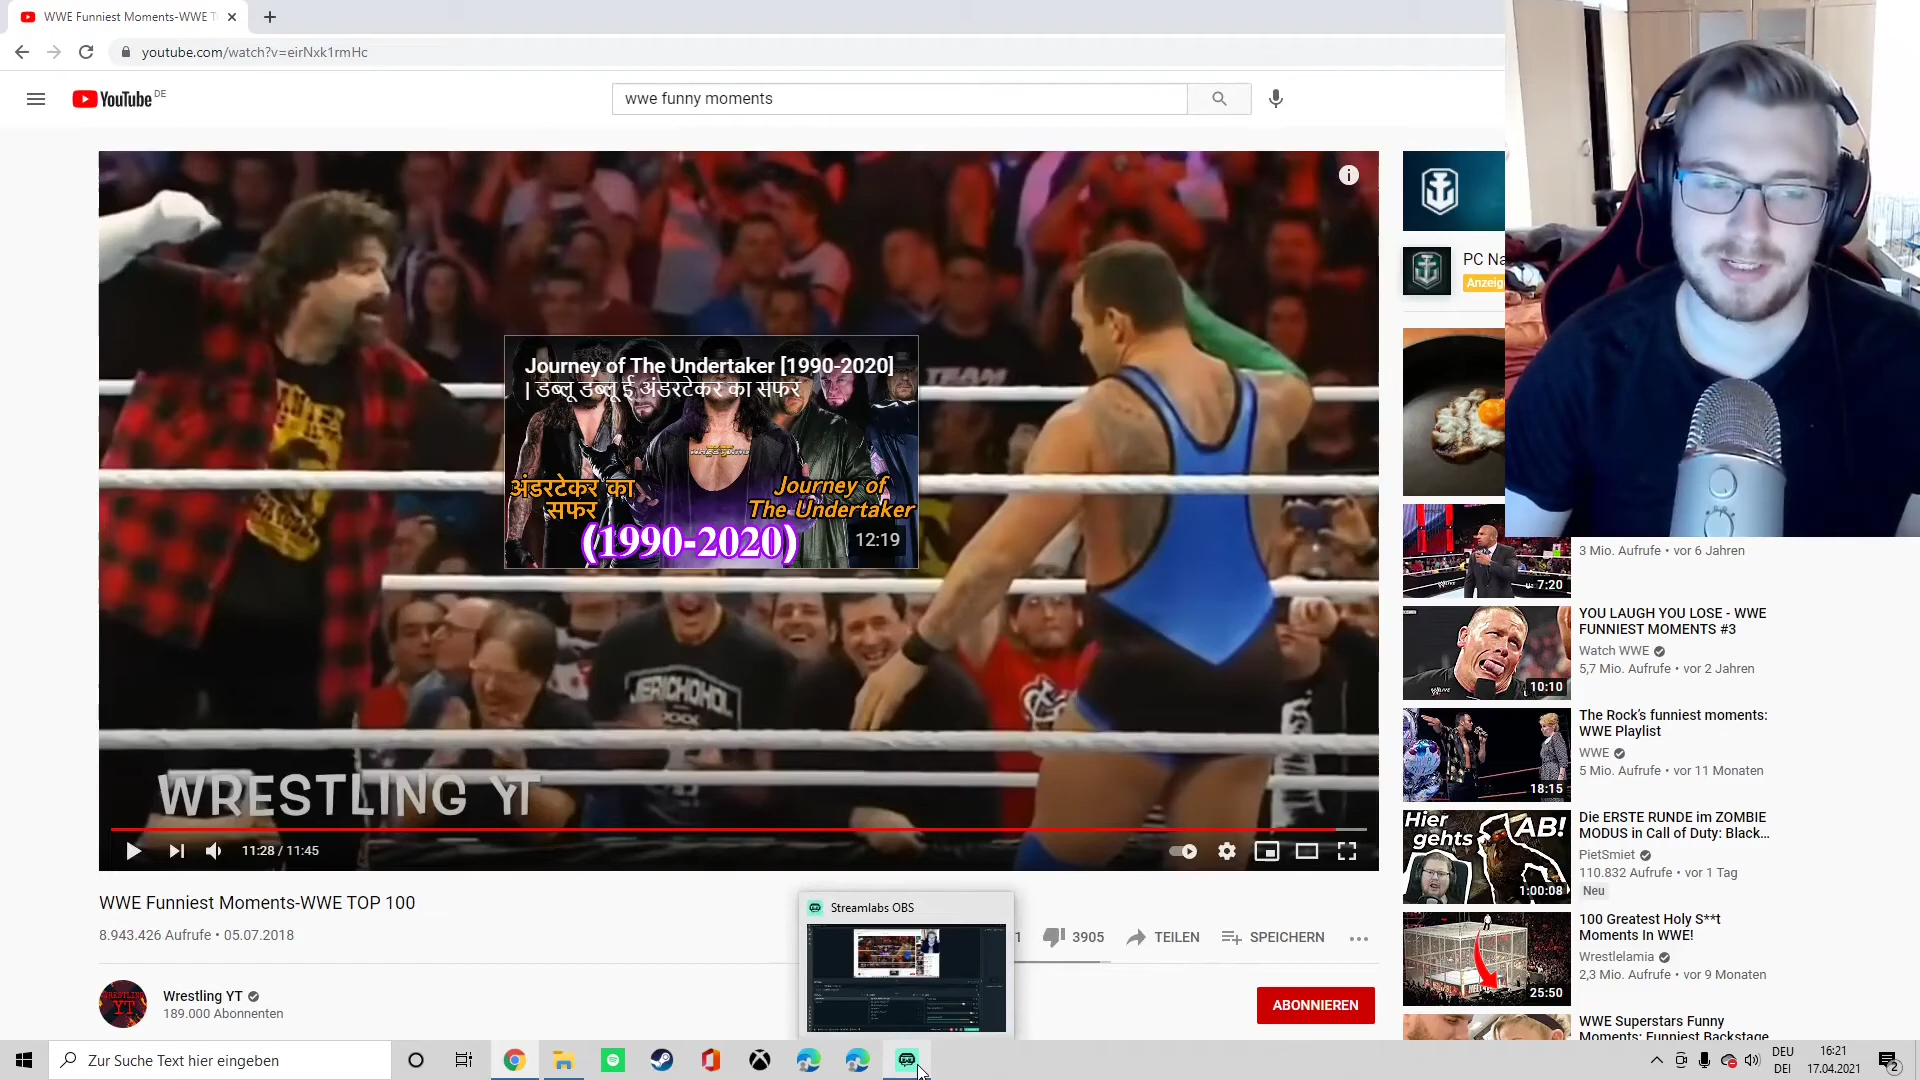 WWE Funniest Moments-WWE T
youtube.com/watch?v=eirNxk1rmHc
YouTube DE
wwe funny moments
TEAM
Journey of The Undertaker [1990-2020]
| डब्लू डब्लू ई अंडरटेकर का सफर
अंडरटेकर का
सफर
Journey of
The Undertaker
(1990-2020)
12:19
JERICHOHOL
WRESTLING YT
11:28 / 11:45
WWE Funniest Moments-WWE TOP 100
8.943.426 Aufrufe • 05.07.2018
Streamlabs OBS
1
3905
TEILEN
SPEICHERN
Wrestling YT
189.000 Abonnenten
ABONNIEREN
PC Na
Anzeig
7:20
3 Mio. Aufrufe • vor 6 Jahren
10:10
YOU LAUGH YOU LOSE - WWE
FUNNIEST MOMENTS #3
Watch WWE
5,7 Mio. Aufrufe • vor 2 Jahren
18:15
The Rock’s funniest moments:
WWE Playlist
WWE
5 Mio. Aufrufe • vor 11 Monaten
Hier
gehts
AB!
1:00:08
Die ERSTE RUNDE im ZOMBIE
MODUS in Call of Duty: Black...
PietSmiet
110.832 Aufrufe • vor 1 Tag
Neu
25:50
100 Greatest Holy S**t
Moments In WWE!
Wrestlelamia
2,3 Mio. Aufrufe • vor 9 Monaten
WWE Superstars Funny
Moments: Funniest Backstage
Zur Suche Text hier eingeben
DEU
DEI
16:21
17.04.2021
2